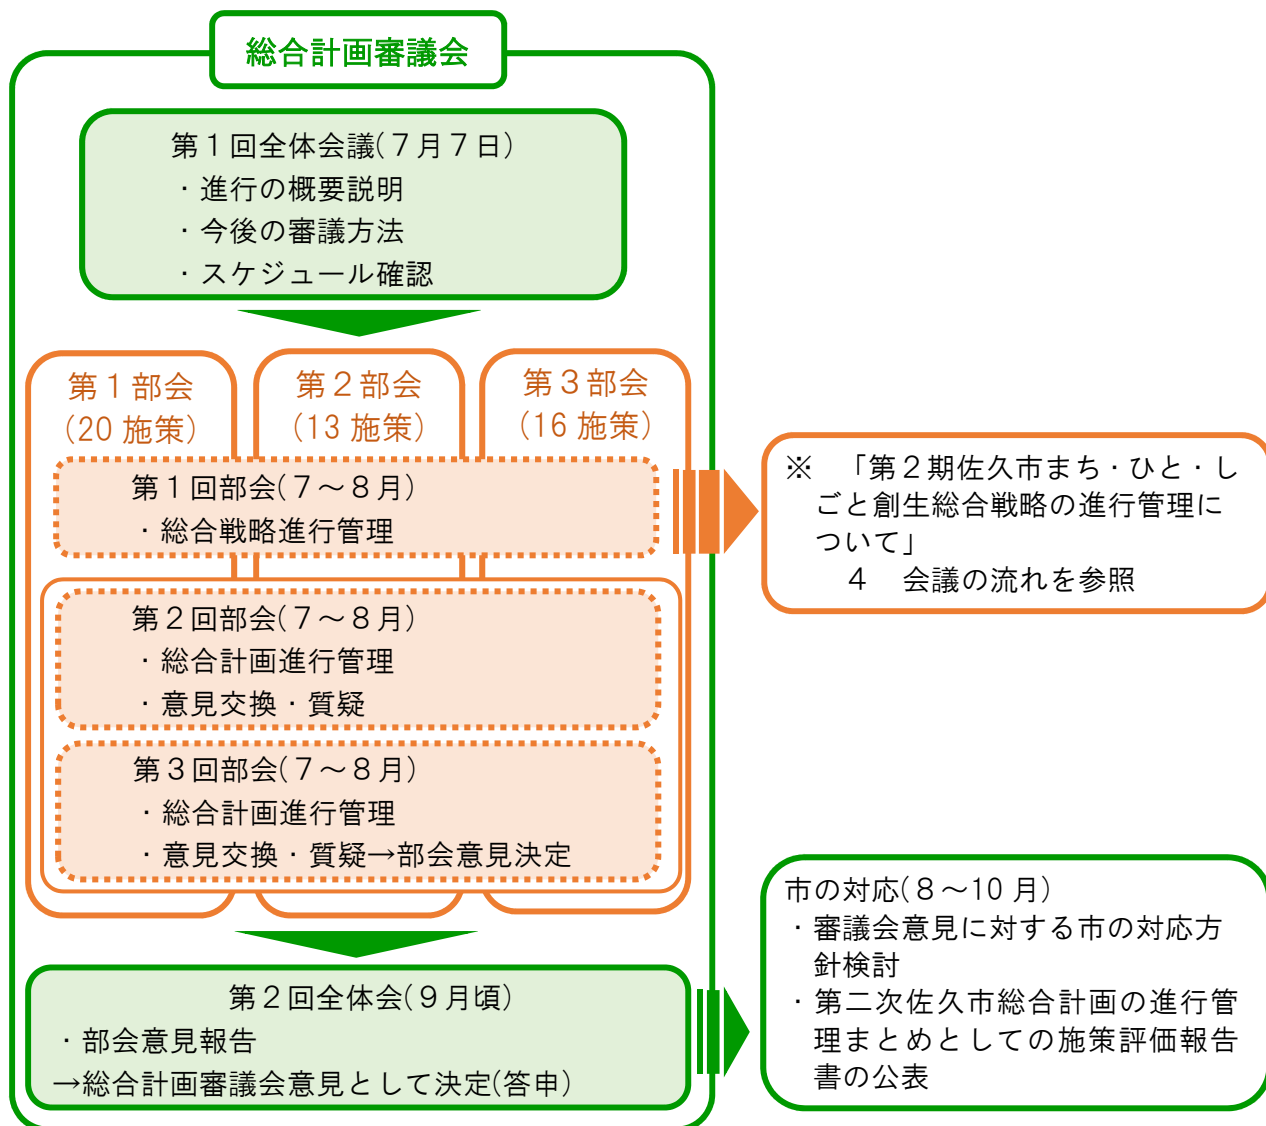 総合計画審議会
第１回全体会議(７月７日)
・進行の概要説明
・今後の審議方法
・スケジュール確認
第１部会
(20 施策)
第２部会
(13 施策)
第３部会
(16 施策)
第１回部会(７～８月)
・総合戦略進行管理
※　「第２期佐久市まち・ひと・し
ごと創生総合戦略の進行管理に
ついて」
４　会議の流れを参照
第２回部会(７～８月)
・総合計画進行管理
・意見交換・質疑
第３回部会(７～８月)
・総合計画進行管理
・意見交換・質疑→部会意見決定
第２回全体会(９月頃)
・部会意見報告
→総合計画審議会意見として決定(答申)
市の対応(８～10 月)
・審議会意見に対する市の対応方
針検討
・第二次佐久市総合計画の進行管
理まとめとしての施策評価報告
書の公表